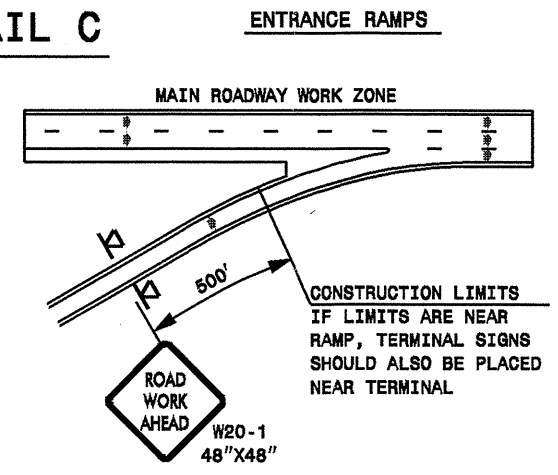 AIL C
ENTRANCE RAMPS
MAIN ROADWAY WORK ZONE
500'
CONSTRUCTION LIMITS
IF LIMITS ARE NEAR
RAMP, TERMINAL SIGNS
SHOULD ALSO BE PLACED
NEAR TERMINAL
ROAD
WORK
AHEAD
W20-1
48"X48"